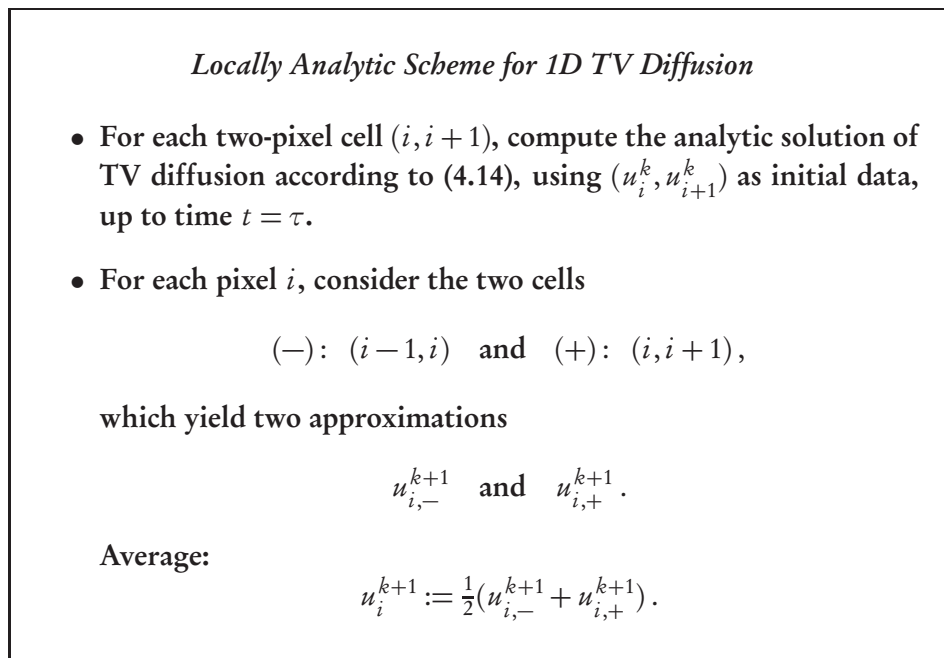 Locally Analytic Scheme for 1D TV Diffusion
• For each two-pixel cell $(i, i+1)$, compute the analytic solution of
TV diffusion according to (4.14), using $(u_i^k, u_{i+1}^k)$ as initial data,
up to time $t = \tau$.
• For each pixel $i$, consider the two cells
$(-): (i-1, i)$ and $(+): (i, i+1)$,
which yield two approximations
$u_{i,-}^{k+1}$ and $u_{i,+}^{k+1}$.
Average:
$u_i^{k+1} := \frac{1}{2}(u_{i,-}^{k+1} + u_{i,+}^{k+1})$.